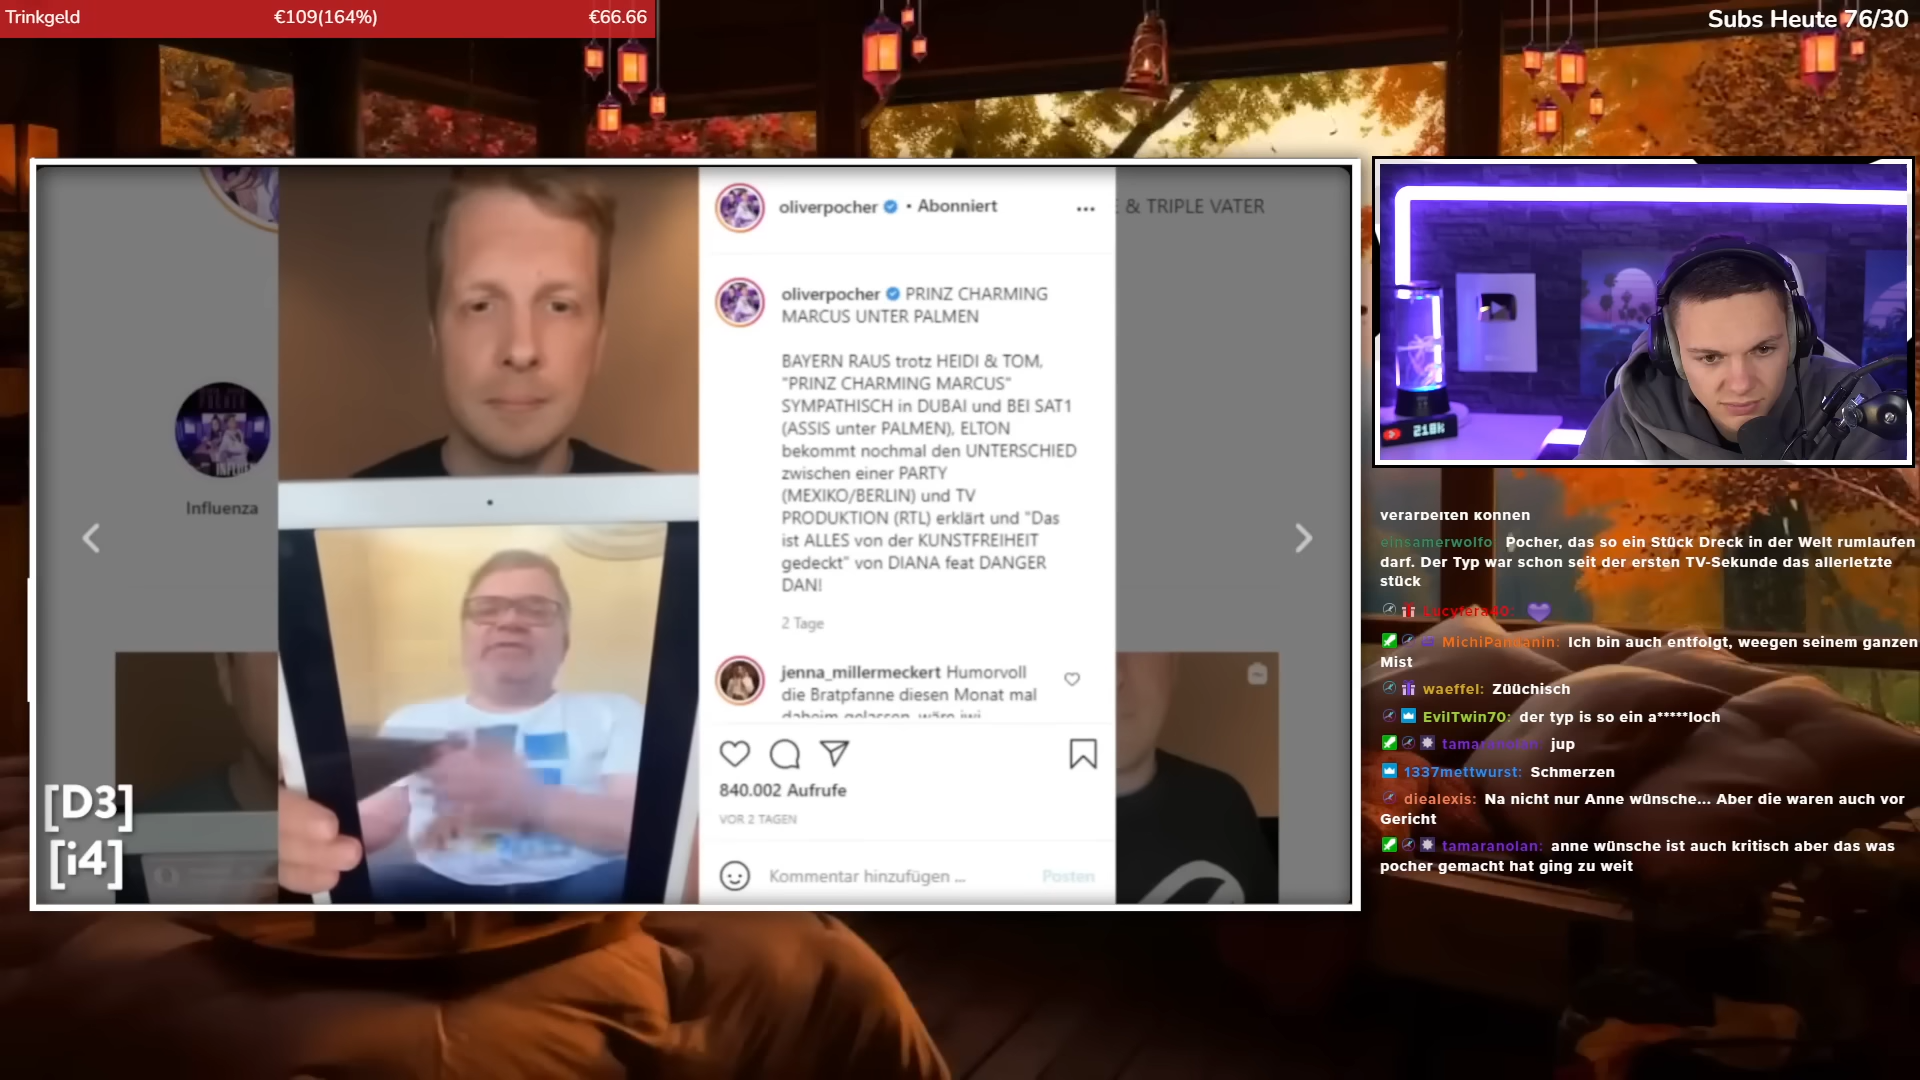 Trinkgeld €109(164%) €66.66
Subs Heute 76/30
oliverpocher • Abonniert ...
& TRIPLE VATER
oliverpocher PRINZ CHARMING
MARCUS UNTER PALMEN
BAYERN RAUS trotz HEIDI & TOM,
"PRINZ CHARMING MARCUS"
SYMPATHISCH in DUBAI und BEI SAT1
(ASSIS unter PALMEN), ELTON
bekommt nochmal den UNTERSCHIED
zwischen einer PARTY
(MEXIKO/BERLIN) und TV
PRODUKTION (RTL) erklärt und "Das
ist ALLES von der KUNSTFREIHEIT
gedeckt" von DIANA feat DANGER
DAN!
2 Tage
jenna_millermeckert Humorvoll
die Bratpfanne diesen Monat mal
daheim gelassen, wäre
840.002 Aufrufe
VOR 2 TAGEN
Kommentar hinzufügen ... Posten
Influenza
[D3]
[i4]
218k
verarbeiten können
einsamerwolfo: Pocher, das so ein Stück Dreck in der Welt rumlaufen
darf. Der Typ war schon seit der ersten TV-Sekunde das allerletzte
stück
Lucyfera40:
MichiPandanin: Ich bin auch entfolgt, weegen seinem ganzen
Mist
waeffel: Züüchisch
EvilTwin70: der typ is so ein a*****loch
tamaranolan: jup
1337mettwurst: Schmerzen
diealexis: Na nicht nur Anne wünsche... Aber die waren auch vor
Gericht
tamaranolan: anne wünsche ist auch kritisch aber das was
pocher gemacht hat ging zu weit